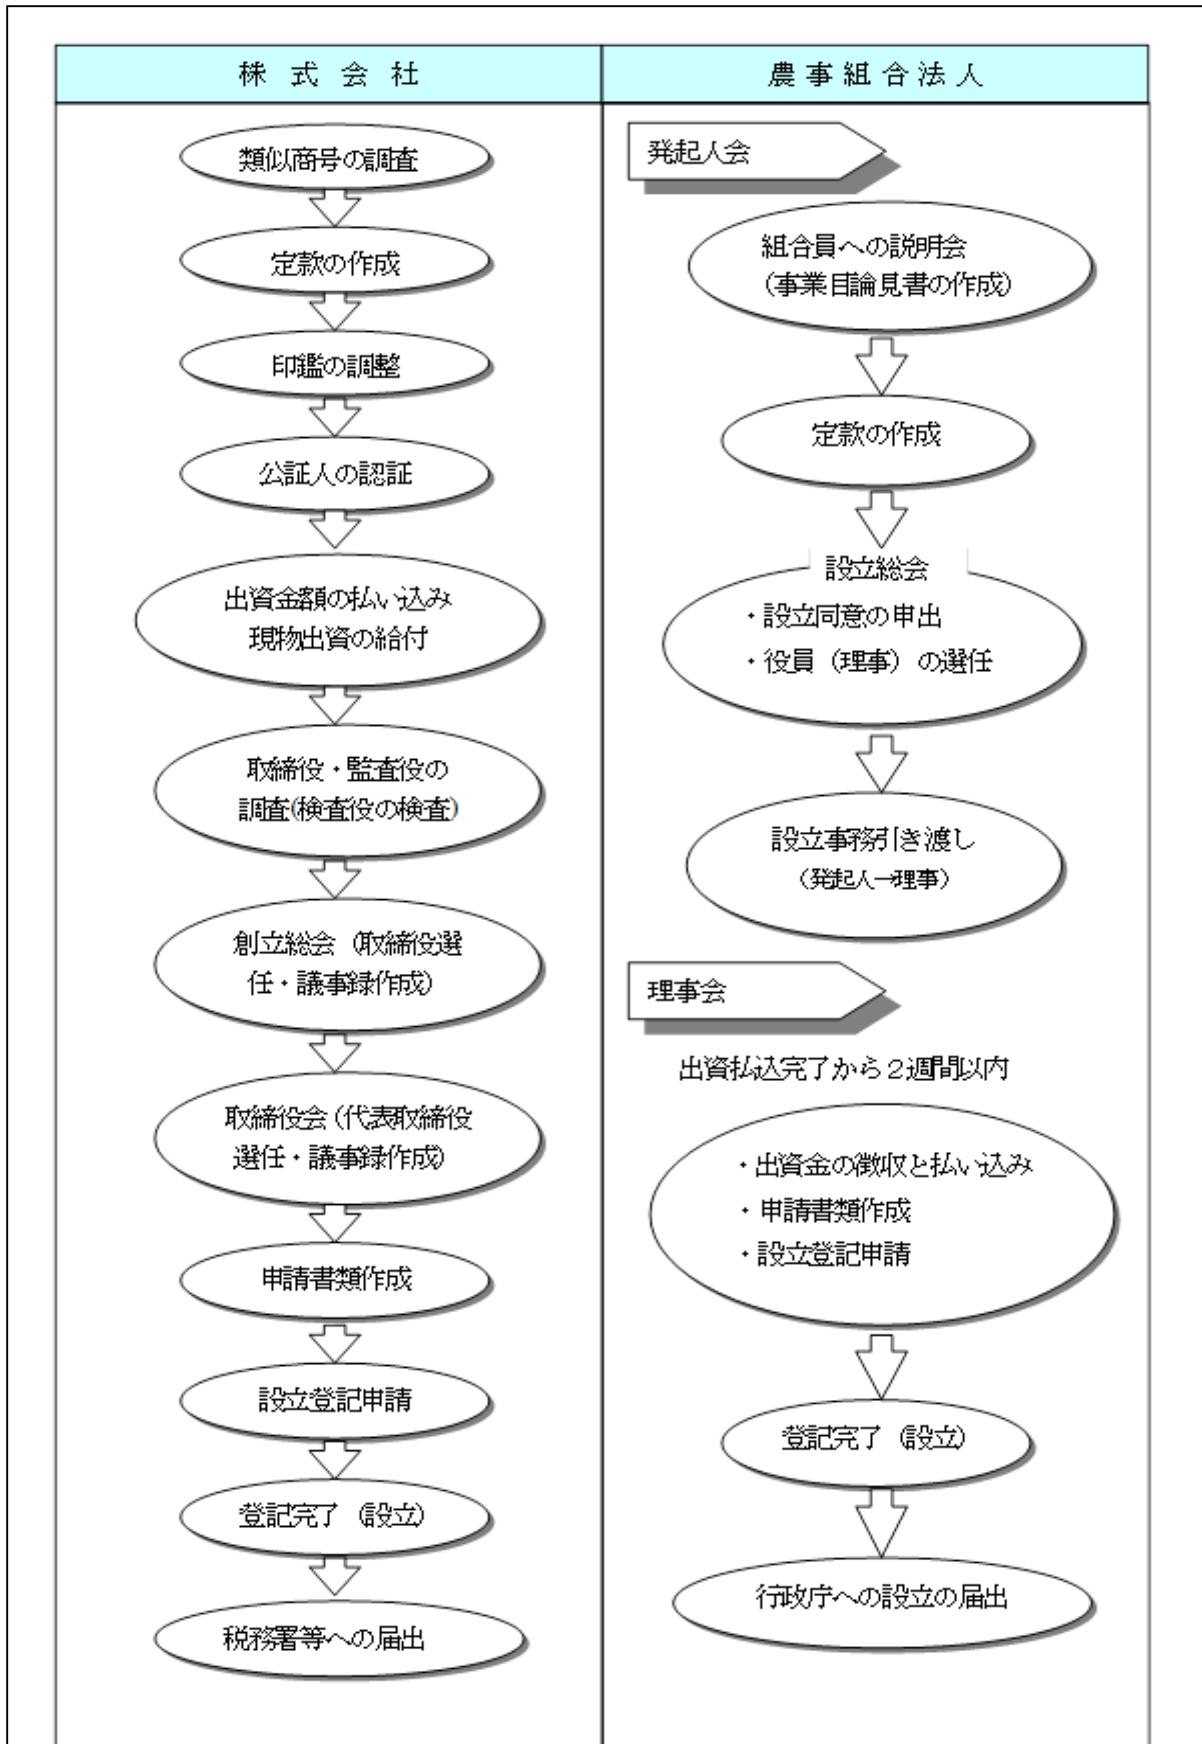 株式会社
類似商号の調査
定款の作成
印鑑の調整
公証人の認証
出資金額の払い込み
現物出資の給付
取締役・監査役の
調査(検査役の検査)
創立総会（取締役選
任・議事録作成）
取締役会（代表取締役
選任・議事録作成）
申請書類作成
設立登記申請
登記完了（設立）
税務署等への届出
農事組合法人
発起人会
組合員への説明会
（事業目論見書の作成）
定款の作成
設立総会
・設立同意の申出
・役員（理事）の選任
設立事務引き渡し
（発起人→理事）
理事会
出資払込完了から２週間以内
・出資金の徴収と払い込み
・申請書類作成
・設立登記申請
登記完了（設立）
行政庁への設立の届出